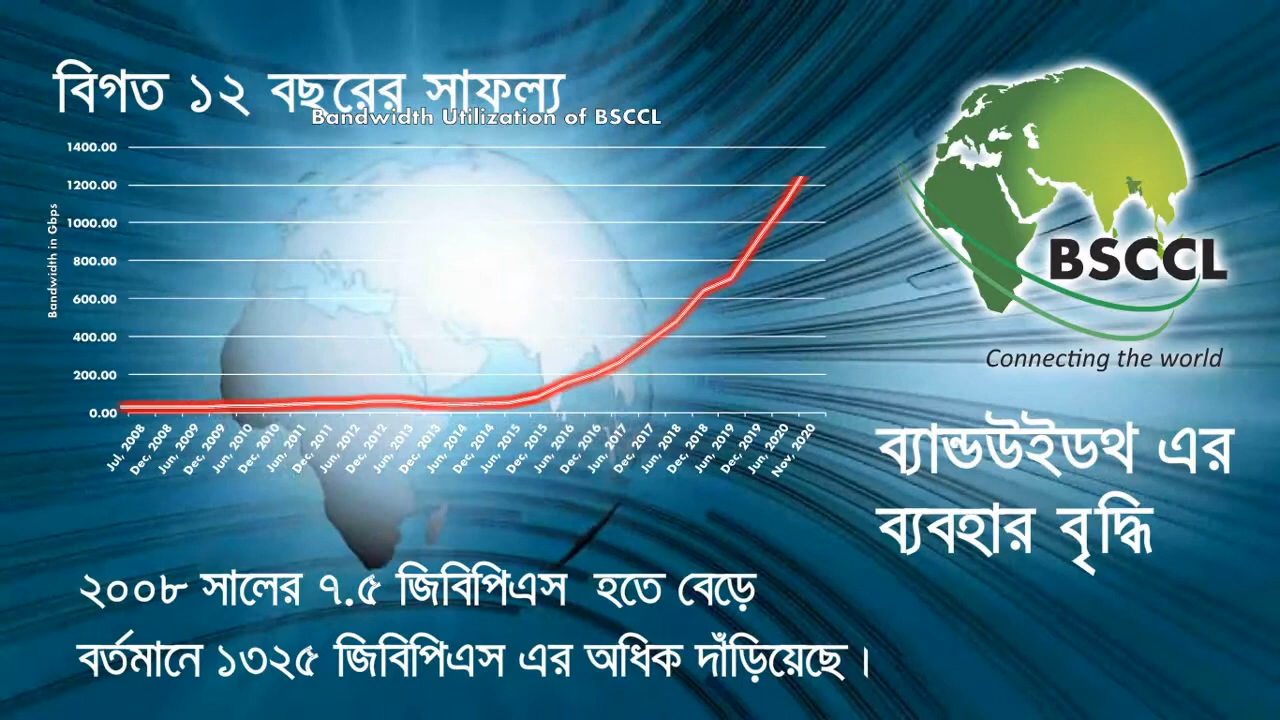 বিগত ১২ বছরের সাফল্য
Bandwidth Utilization of BSCCL
Bandwidth in Gbps
1400.00
1200.00
1000.00
800.00
600.00
400.00
200.00
0.00
Jul, 2008
Dec, 2008
Jun, 2009
Dec, 2009
Jun, 2010
Dec, 2010
Jun, 2011
Dec, 2011
Jun, 2012
Dec, 2012
Jun, 2013
Dec, 2013
Jun, 2014
Dec, 2014
Jun, 2015
Dec, 2015
Jun, 2016
Dec, 2016
Jun, 2017
Dec, 2017
Jun, 2018
Dec, 2018
Jun, 2019
Dec, 2019
Jun, 2020
Nov, 2020
BSCCL
Connecting the world
ব্যান্ডউইডথ এর
ব্যবহার বৃদ্ধি
২০০৮ সালের ৭.৫ জিবিপিএস হতে বেড়ে
বর্তমানে ১৩২৫ জিবিপিএস এর অধিক দাঁড়িয়েছে।